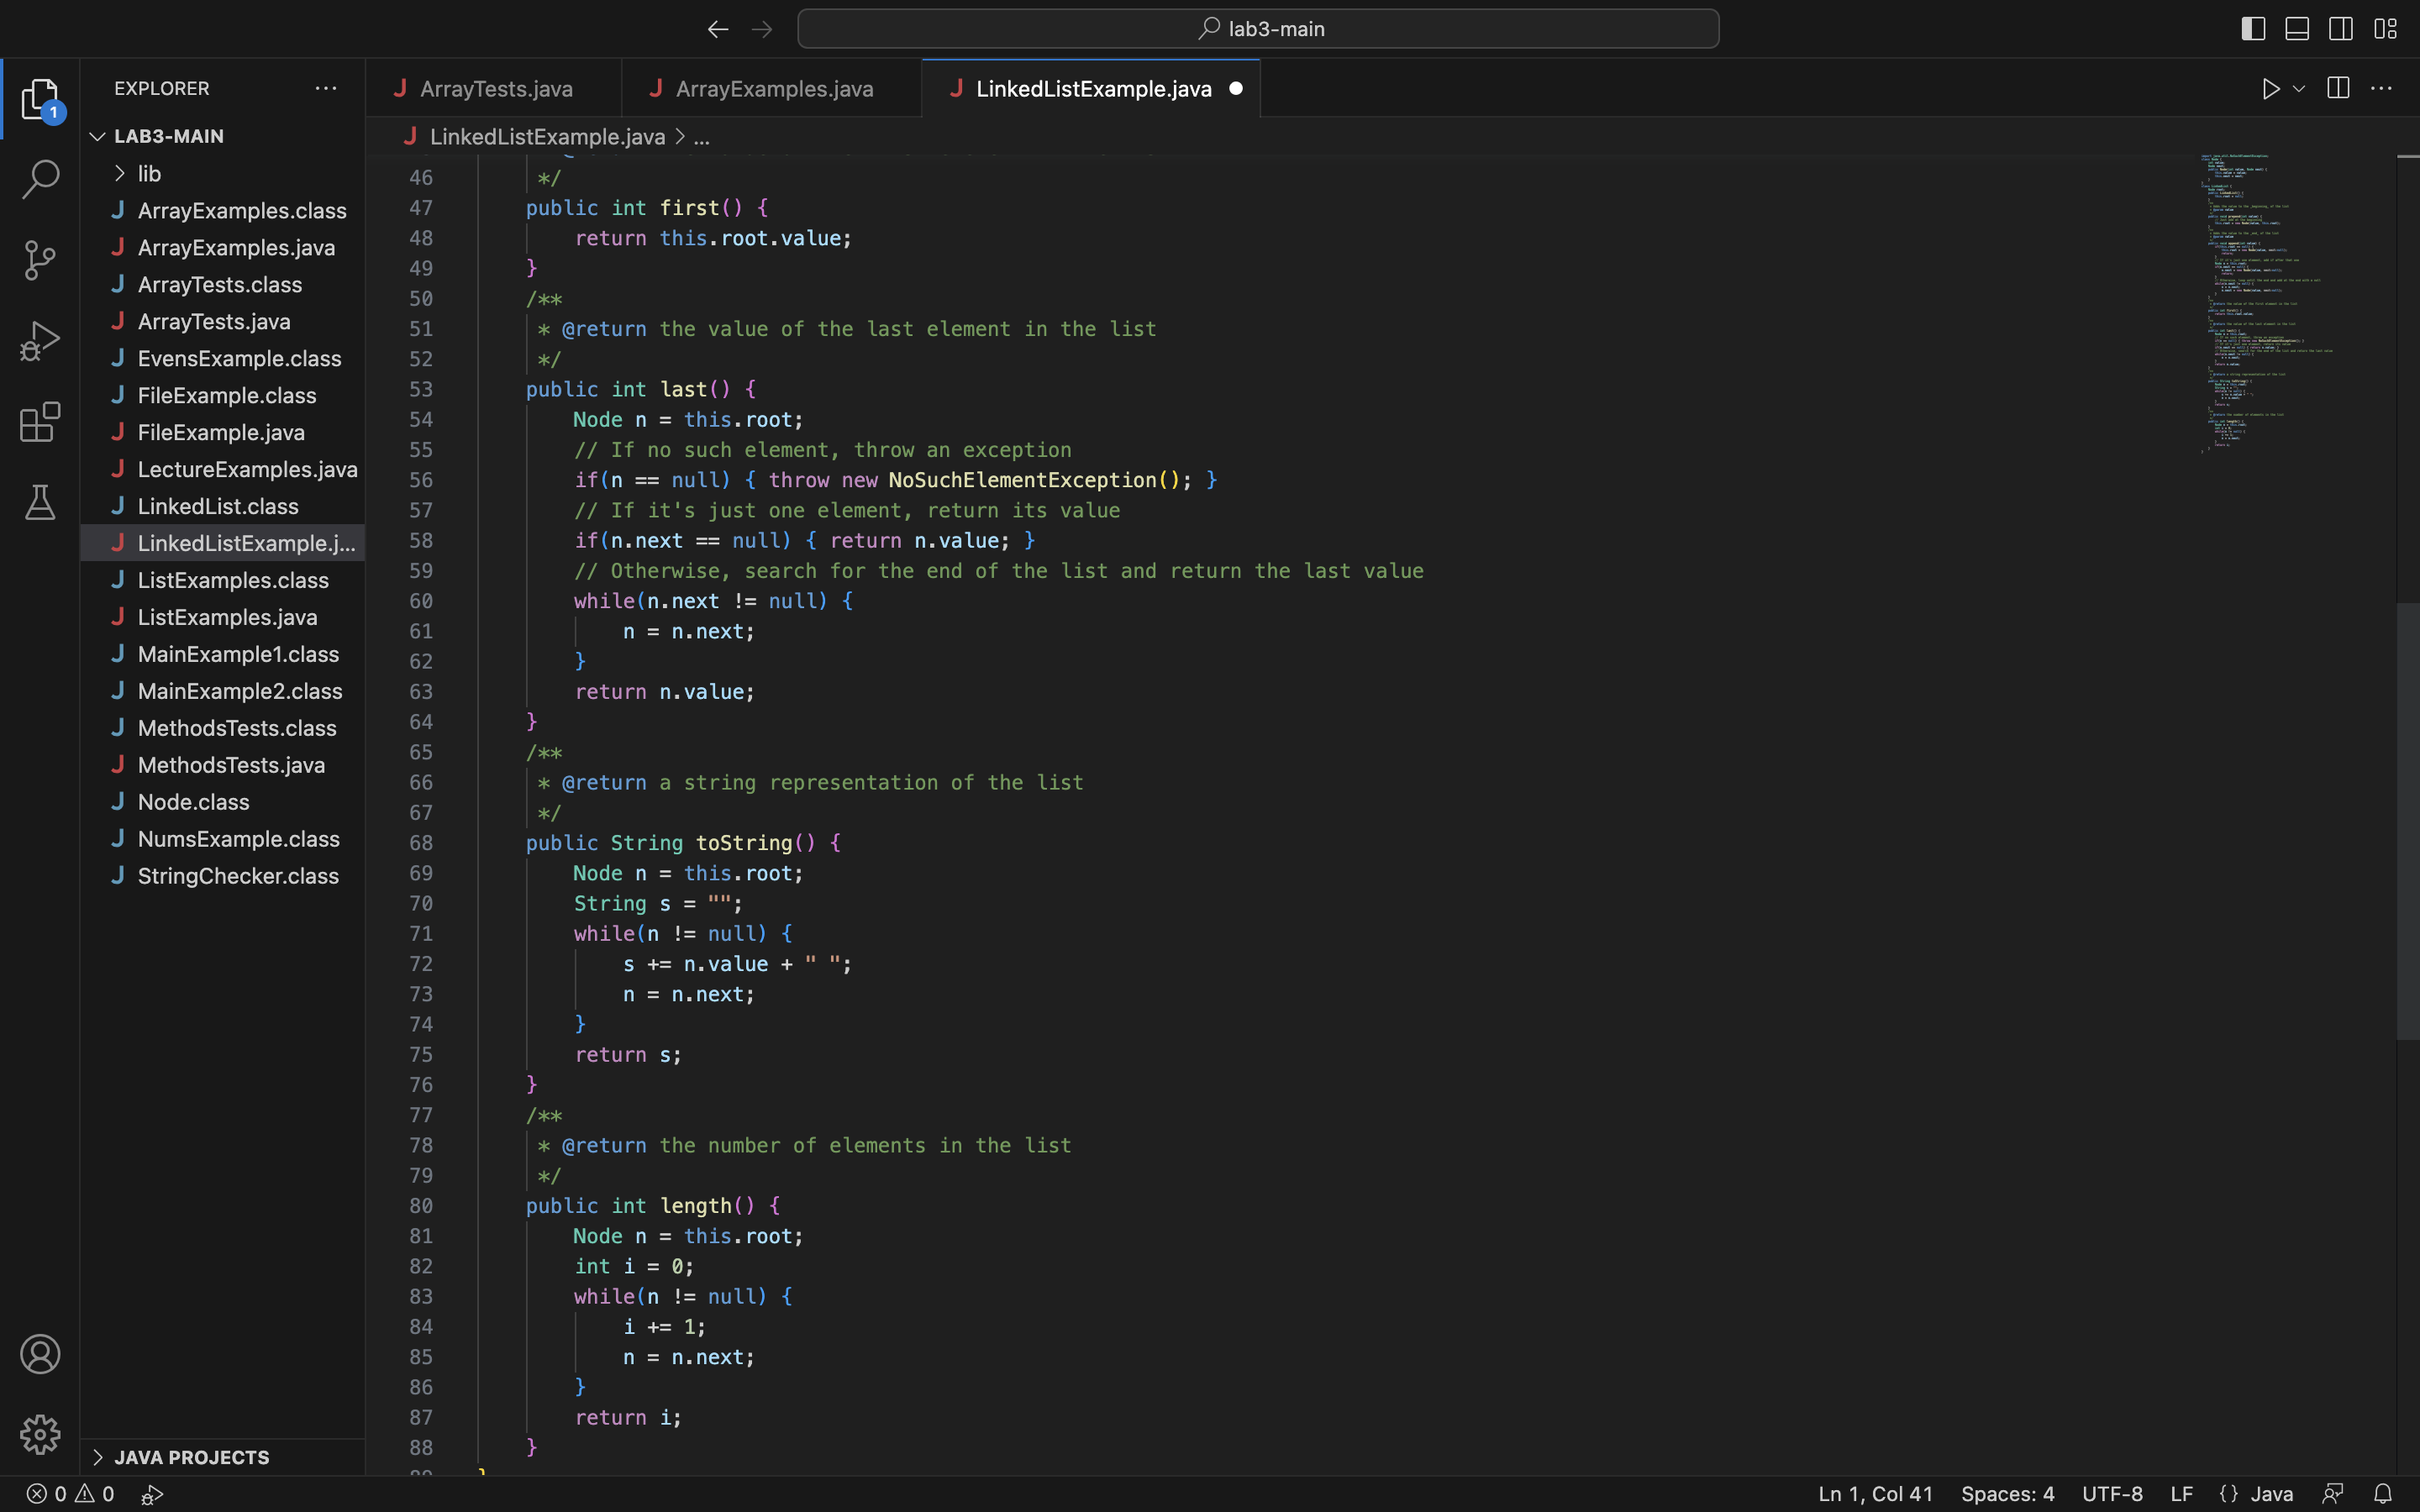 lab3-main
EXPLORER
ArrayTests.java
ArrayExamples.java
LinkedListExample.java
LinkedListExample.java > ...
1
LAB3-MAIN
lib
ArrayExamples.class
ArrayExamples.java
ArrayTests.class
ArrayTests.java
EvensExample.class
FileExample.class
FileExample.java
LectureExamples.java
LinkedList.class
LinkedListExample.j...
ListExamples.class
ListExamples.java
MainExample1.class
MainExample2.class
MethodsTests.class
MethodsTests.java
Node.class
NumsExample.class
StringChecker.class
JAVA PROJECTS
46 */
47 public int first() {
48 return this.root.value;
49 }
50 /**
51 * @return the value of the last element in the list
52 */
53 public int last() {
54 Node n = this.root;
55 // If no such element, throw an exception
56 if(n == null) { throw new NoSuchElementException(); }
57 // If it's just one element, return its value
58 if(n.next == null) { return n.value; }
59 // Otherwise, search for the end of the list and return the last value
60 while(n.next != null) {
61 n = n.next;
62 }
63 return n.value;
64 }
65 /**
66 * @return a string representation of the list
67 */
68 public String toString() {
69 Node n = this.root;
70 String s = "";
71 while(n != null) {
72 s += n.value + " ";
73 n = n.next;
74 }
75 return s;
76 }
77 /**
78 * @return the number of elements in the list
79 */
80 public int length() {
81 Node n = this.root;
82 int i = 0;
83 while(n != null) {
84 i += 1;
85 n = n.next;
86 }
87 return i;
88 }
0 0
Ln 1, Col 41 Spaces: 4 UTF-8 LF {} Java